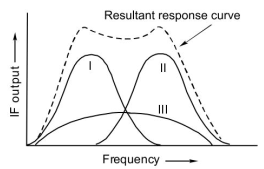 Resultant response curve
I
II
III
IF output
Frequency